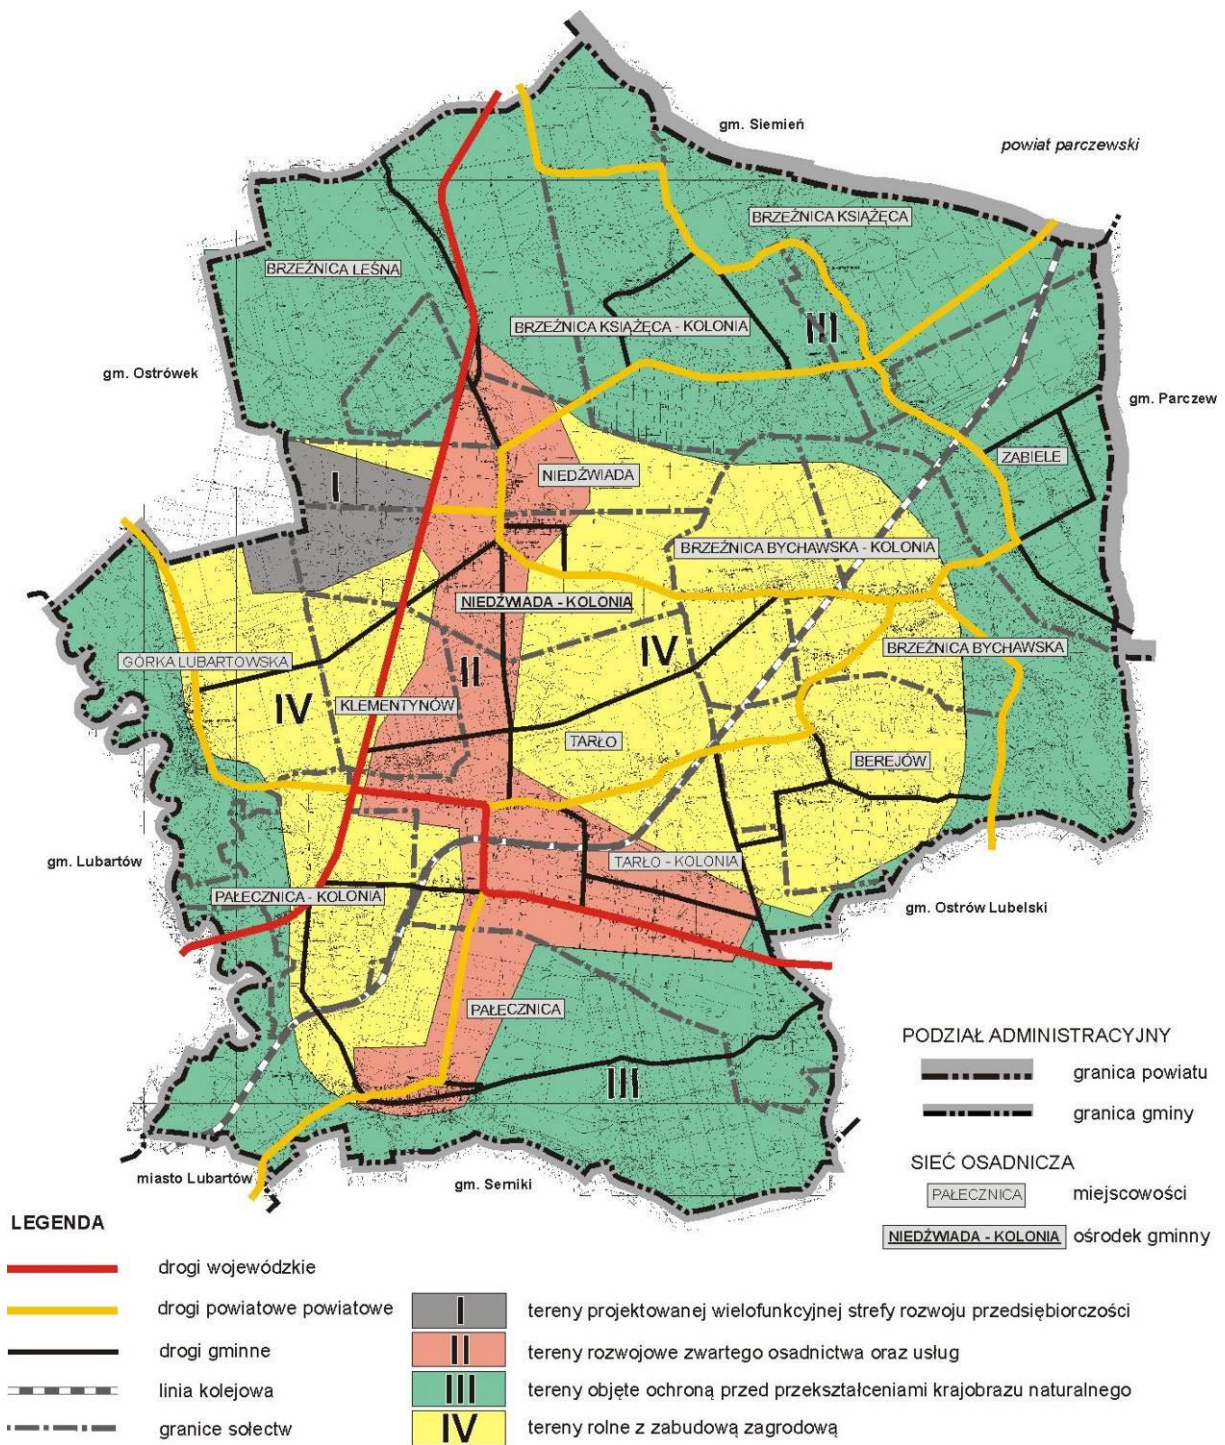 gm. Siemień
powiat parczewski
BRZEŹNICA KSIĄŻĘCA
BRZEŹNICA LEŚNA
BRZEŹNICA KSIĄŻĘCA - KOLONIA
III
gm. Ostrówek
gm. Parczew
ZABIELE
NIEDŹWIADA
I
BRZEŹNICA BYCHAWSKA - KOLONIA
NIEDŹWIADA - KOLONIA
GÓRKA LUBARTOWSKA
BRZEŹNICA BYCHAWSKA
IV
II
IV
KLEMENTYNÓW
TARŁO
BEREJÓW
gm. Lubartów
TARŁO - KOLONIA
PAŁECZNICA - KOLONIA
gm. Ostrów Lubelski
PAŁECZNICA
III
miasto Lubartów
gm. Serniki
PODZIAŁ ADMINISTRACYJNY
granica powiatu
granica gminy
SIEĆ OSADNICZA
PAŁECZNICA miejscowości
NIEDŹWIADA - KOLONIA ośrodek gminny
LEGENDA
drogi wojewódzkie
drogi powiatowe powiatowe
drogi gminne
linia kolejowa
granice sołectw
I tereny projektowanej wielofunkcyjnej strefy rozwoju przedsiębiorczości
II tereny rozwojowe zwartego osadnictwa oraz usług
III tereny objęte ochroną przed przekształceniami krajobrazu naturalnego
IV tereny rolne z zabudową zagrodową